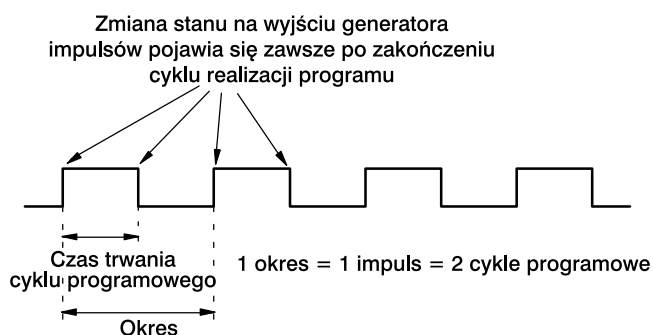 Zmiana stanu na wyjściu generatora
impulsów pojawia się zawsze po zakończeniu
cyklu realizacji programu
Czas trwania
cyklu programowego
1 okres = 1 impuls = 2 cykle programowe
Okres